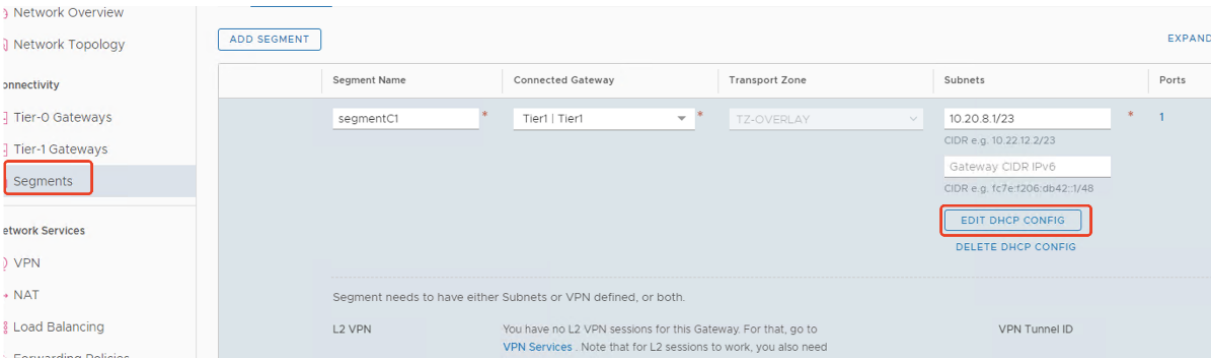 Network Overview
Network Topology
onnectivity
Tier-0 Gateways
Tier-1 Gateways
Segments
etwork Services
VPN
NAT
Load Balancing
Forwarding Policies
ADD SEGMENT
EXPAND
Segment Name
Connected Gateway
Transport Zone
Subnets
Ports
segmentC1 *
Tier1 | Tier1 *
TZ-OVERLAY
10.20.8.1/23 *
1
CIDR e.g. 10.22.12.2/23
Gateway CIDR IPv6
CIDR e.g. fc7e:f206:db42::1/48
EDIT DHCP CONFIG
DELETE DHCP CONFIG
Segment needs to have either Subnets or VPN defined, or both.
L2 VPN
You have no L2 VPN sessions for this Gateway. For that, go to
VPN Services . Note that for L2 sessions to work, you also need
VPN Tunnel ID